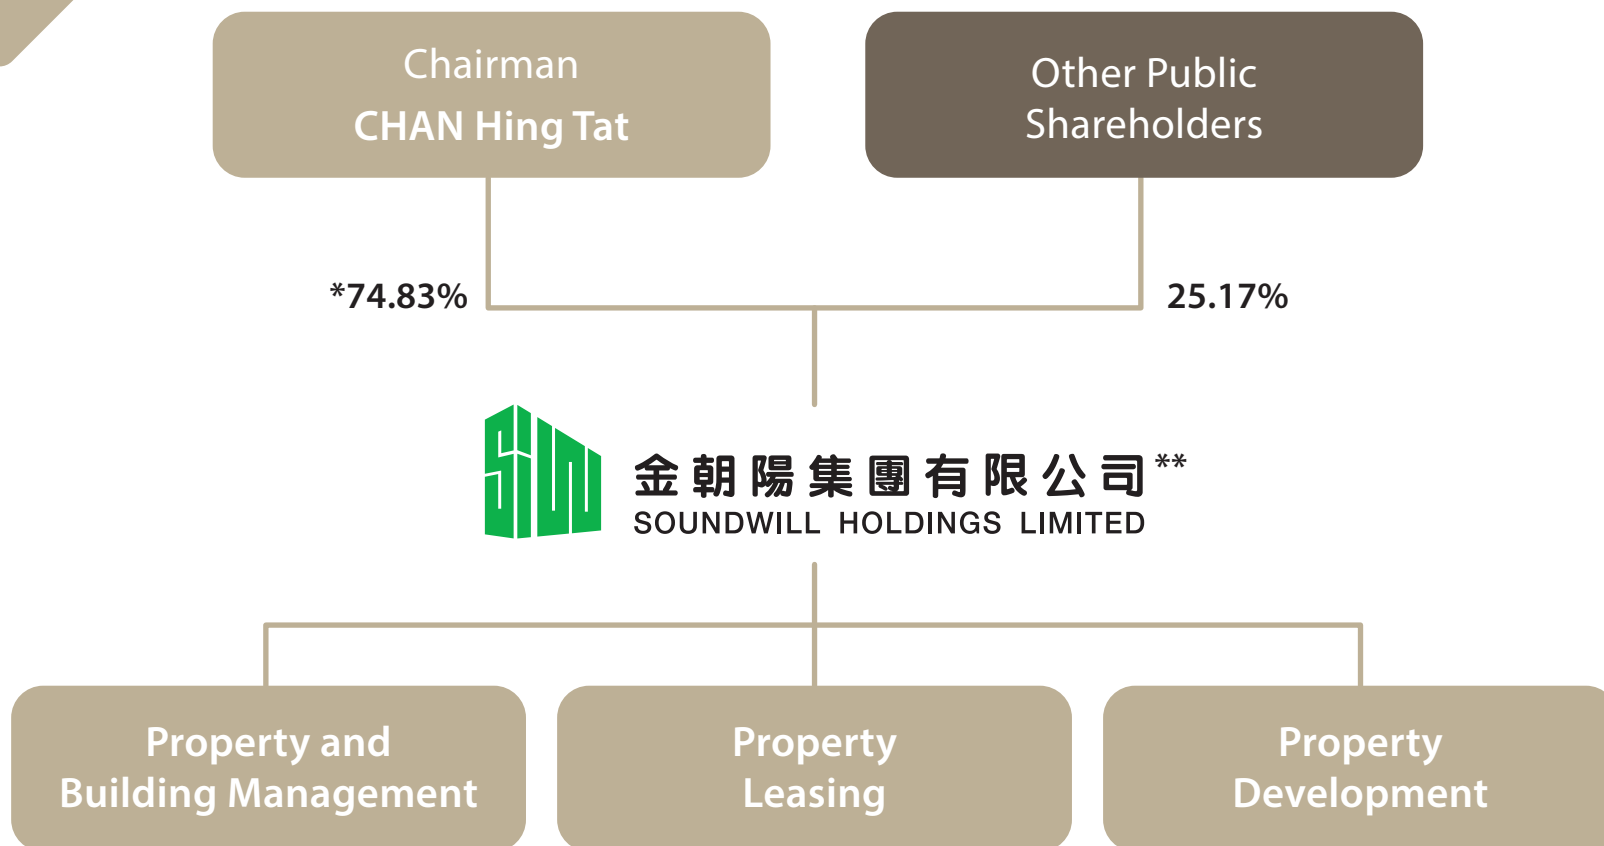 Chairman
CHAN Hing Tat
Other Public
Shareholders
*74.83%
25.17%
金朝陽集團有限公司**
SOUNDWILL HOLDINGS LIMITED
Property and
Building Management
Property
Leasing
Property
Development